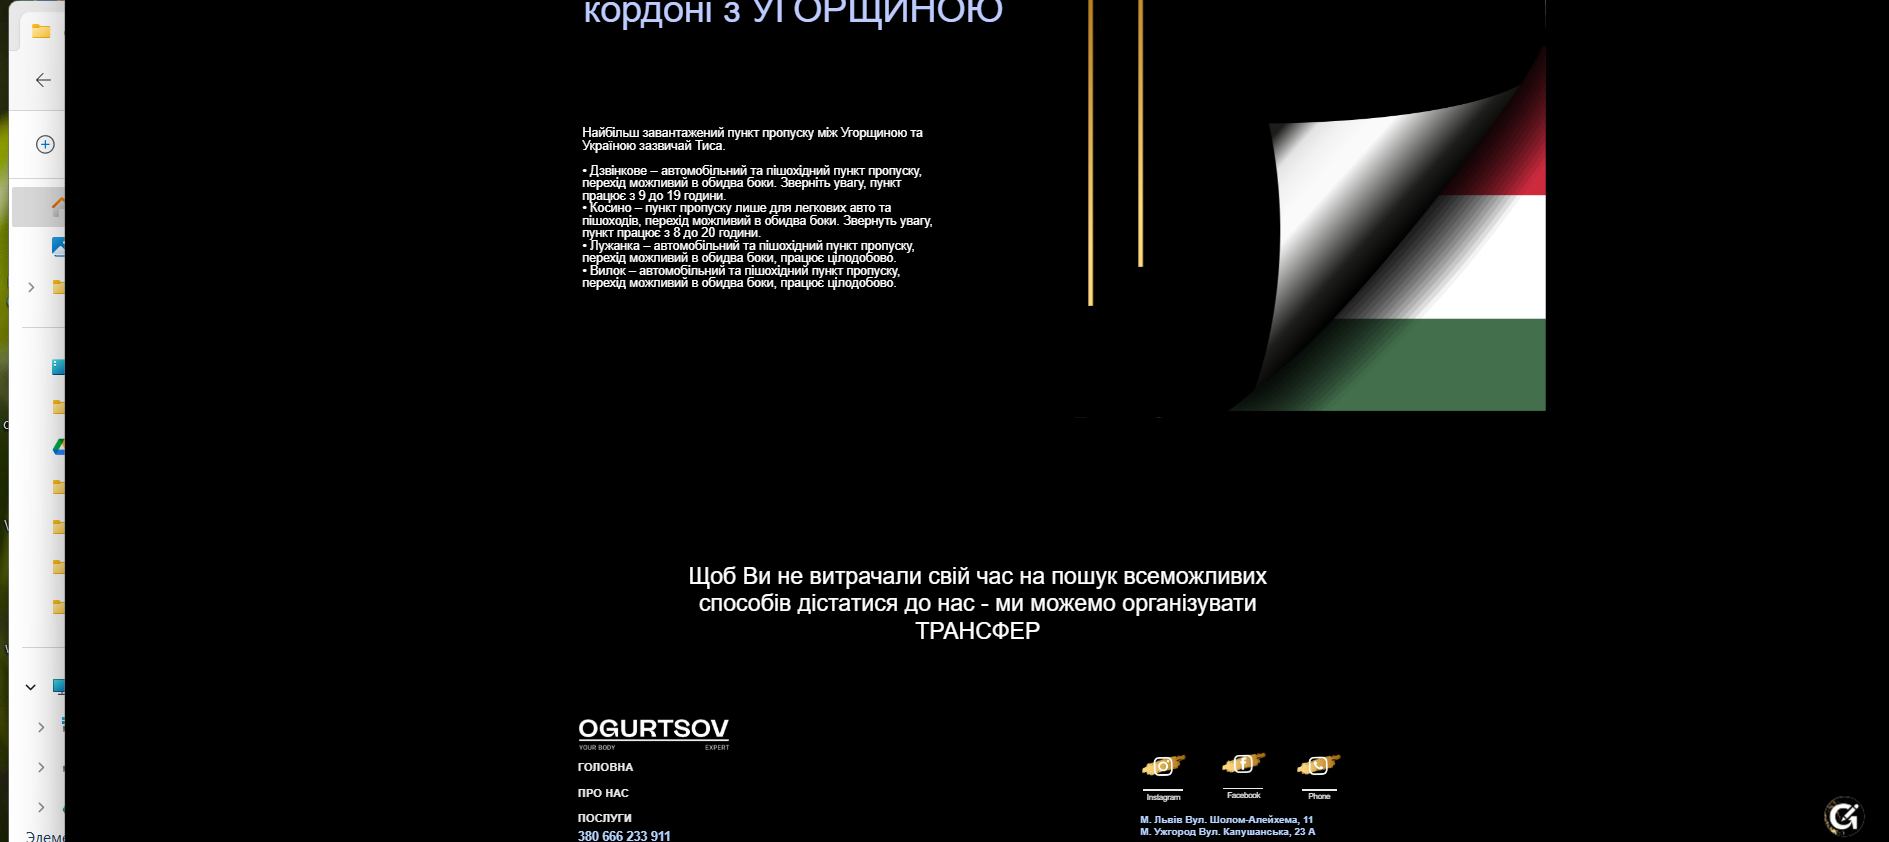 кордоні з УГОРЩИНОЮ
Найбільш завантажений пункт пропуску між Угорщиною та
Україною зазвичай Тиса.
• Дзвінкове – автомобільний та пішохідний пункт пропуску,
перехід можливий в обидва боки. Зверніть увагу, пункт
працює з 9 до 19 години.
• Косино – пункт пропуску лише для легкових авто та
пішоходів, перехід можливий в обидва боки. Звернуть увагу,
пункт працює з 8 до 20 години.
• Лужанка – автомобільний та пішохідний пункт пропуску,
перехід можливий в обидва боки, працює цілодобово.
• Вилок – автомобільний та пішохідний пункт пропуску,
перехід можливий в обидва боки, працює цілодобово.
Щоб Ви не витрачали свій час на пошук всеможливих
способів дістатися до нас - ми можемо організувати
ТРАНСФЕР
OGURTSOV
YOUR BODY EXPERT
ГОЛОВНА
ПРО НАС
ПОСЛУГИ
380 666 233 911
Instagram Facebook Phone
М. Львів Вул. Шолом-Алейхема, 11
М. Ужгород Вул. Капушанська, 23 А